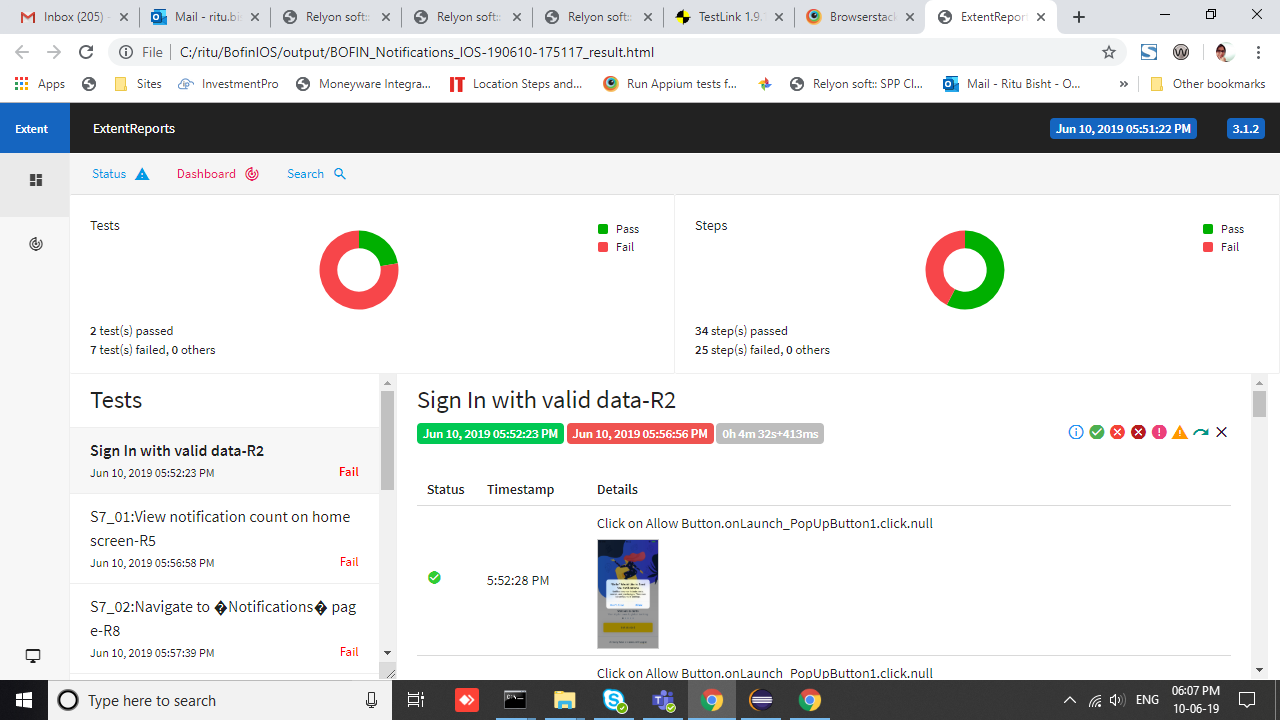 Inbox (205)
Mail - ritu.bi
Relyon soft::
Relyon soft::
Relyon soft::
TestLink 1.9.
Browserstac
ExtentRepor
File C:/ritu/BofinIOS/output/BOFIN_Notifications_IOS-190610-175117_result.html
Apps
Sites
InvestmentPro
Moneyware Integra...
Location Steps and...
Run Appium tests f...
Relyon soft:: SPP Cl...
Mail - Ritu Bisht - O...
»
Other bookmarks
Extent
ExtentReports
Jun 10, 2019 05:51:22 PM
3.1.2
Status
Dashboard
Search
Tests
Pass
Fail
2 test(s) passed
7 test(s) failed, 0 others
Steps
Pass
Fail
34 step(s) passed
25 step(s) failed, 0 others
Tests
Sign In with valid data-R2
Jun 10, 2019 05:52:23 PM
Fail
S7_01:View notification count on home
screen-R5
Jun 10, 2019 05:56:58 PM
Fail
S7_02:Navigate to �Notifications� pag
e-R8
Jun 10, 2019 05:57:39 PM
Fail
Sign In with valid data-R2
Jun 10, 2019 05:52:23 PM
Jun 10, 2019 05:56:56 PM
0h 4m 32s+413ms
Status
Timestamp
Details
Click on Allow Button.onLaunch_PopUpButton1.click.null
5:52:28 PM
Click on Allow Button.onLaunch_PopUpButton1.click.null
Type here to search
ENG
06:07 PM
10-06-19